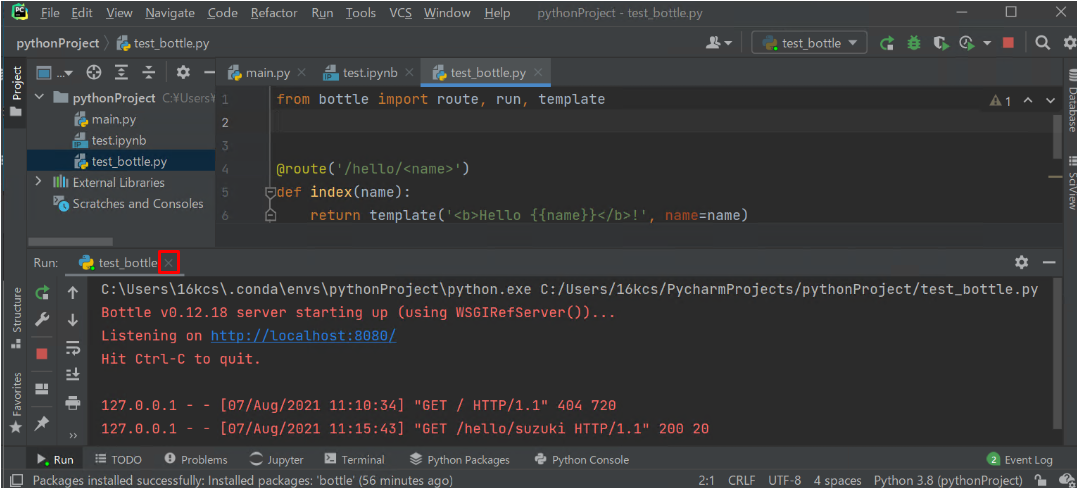 PC File Edit View Navigate Code Refactor Run Tools VCS Window Help pythonProject - test_bottle.py
pythonProject test_bottle.py test_bottle
Project ... main.py test.ipynb test_bottle.py
pythonProject C:¥Users¥
main.py
test.ipynb
test_bottle.py
External Libraries
Scratches and Consoles
1 from bottle import route, run, template 1
2
3
4 @route('/hello/<name>')
5 def index(name):
6 return template('<b>Hello {{name}}</b>!', name=name)
Database
SciView
Run: test_bottle
C:\Users\16kcs\.conda\envs\pythonProject\python.exe C:/Users/16kcs/PycharmProjects/pythonProject/test_bottle.py
Bottle v0.12.18 server starting up (using WSGIRefServer())...
Listening on http://localhost:8080/
Hit Ctrl-C to quit.
127.0.0.1 - - [07/Aug/2021 11:10:34] "GET / HTTP/1.1" 404 720
127.0.0.1 - - [07/Aug/2021 11:15:43] "GET /hello/suzuki HTTP/1.1" 200 20
Structure
Favorites
Run TODO Problems Jupyter Terminal Python Packages Python Console 2 Event Log
Packages installed successfully: Installed packages: 'bottle' (56 minutes ago) 2:1 CRLF UTF-8 4 spaces Python 3.8 (pythonProject)